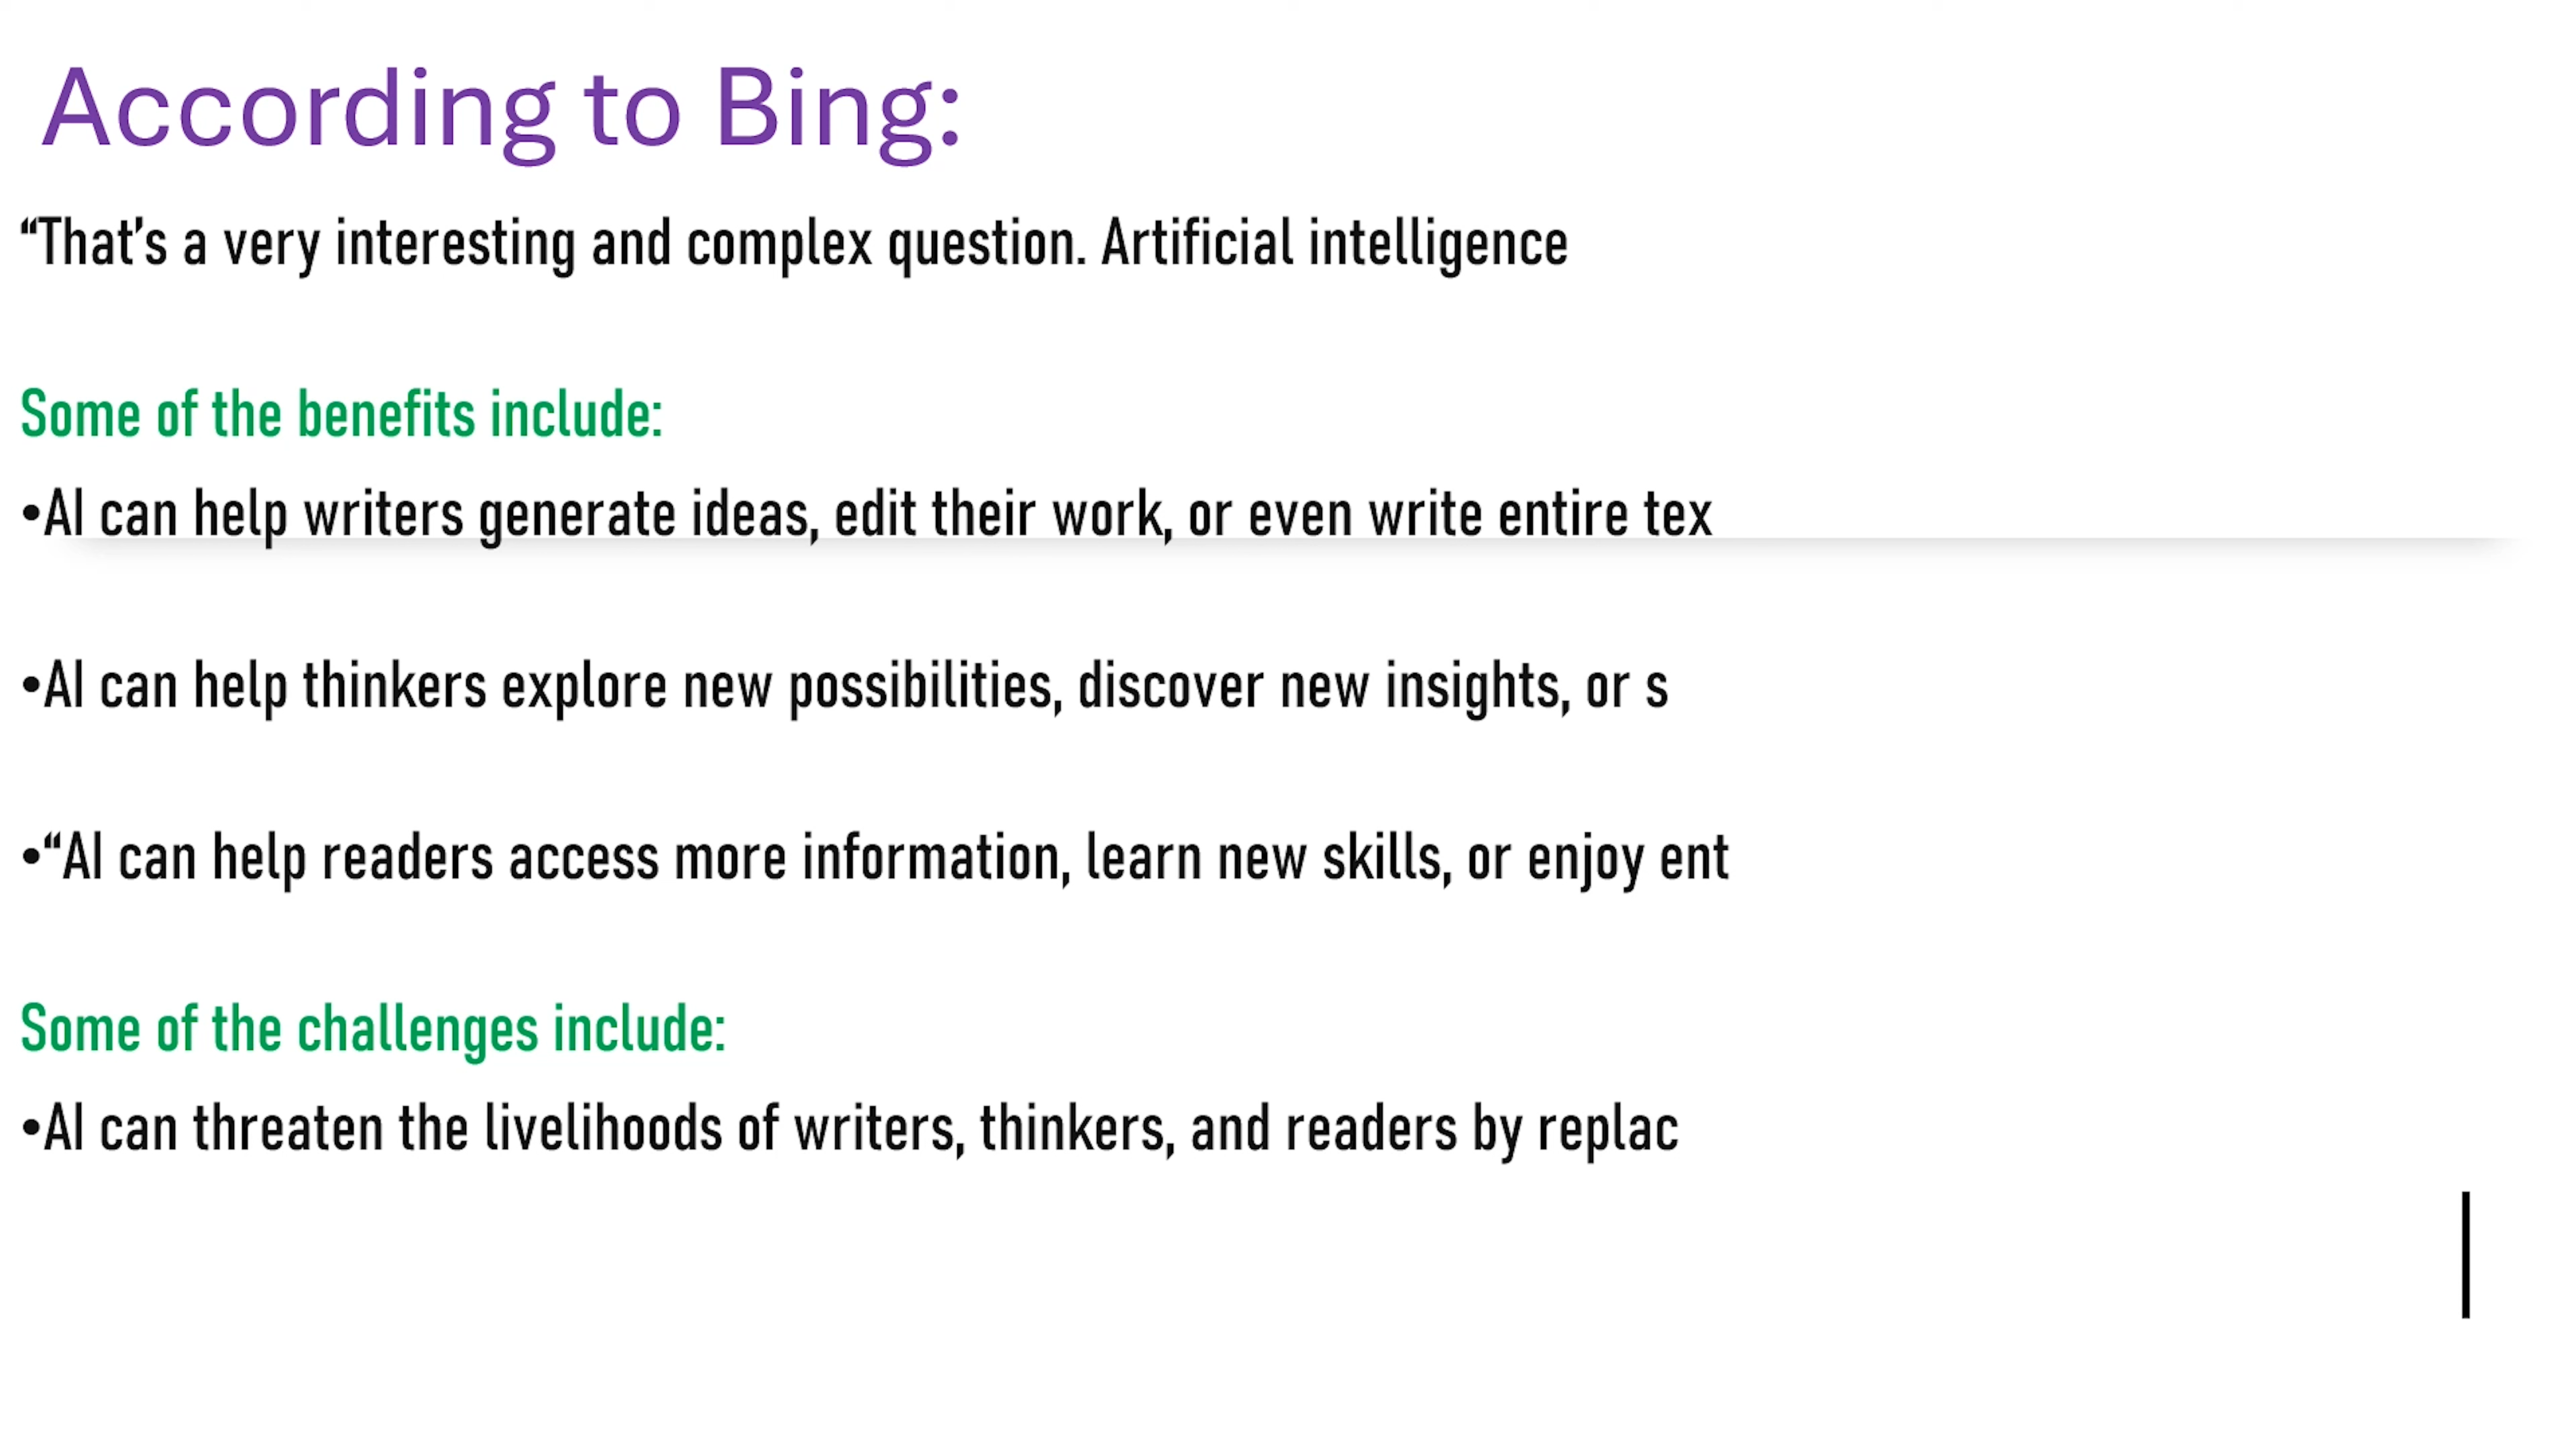 According to Bing:
“That’s a very interesting and complex question. Artificial intelligence
Some of the benefits include:
•AI can help writers generate ideas, edit their work, or even write entire tex
•AI can help thinkers explore new possibilities, discover new insights, or s
•“AI can help readers access more information, learn new skills, or enjoy ent
Some of the challenges include:
•AI can threaten the livelihoods of writers, thinkers, and readers by replac